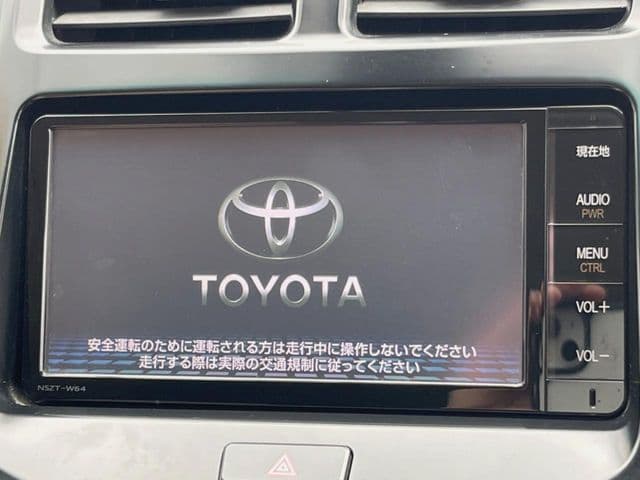 現在地
AUDIO
PWR
MENU
CTRL
VOL+
VOL−
TOYOTA
安全運転のために運転される方は走行中に操作しないでください
走行する際は実際の交通規制に従ってください
NSZT-W64